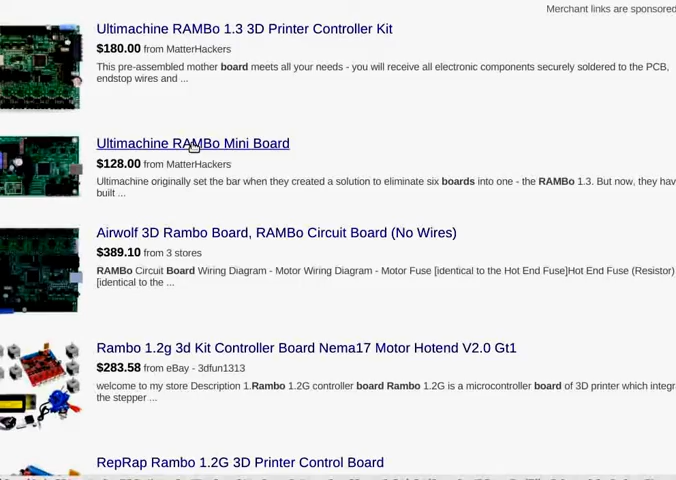 Merchant links are sponsored
Ultimachine RAMBo 1.3 3D Printer Controller Kit
$180.00 from MatterHackers
This pre-assembled mother board meets all your needs - you will receive all electronic components securely soldered to the PCB,
endstop wires and ...
Ultimachine RAMBo Mini Board
$128.00 from MatterHackers
Ultimachine originally set the bar when they created a solution to eliminate six boards into one - the RAMBo 1.3. But now, they hav
built ...
Airwolf 3D Rambo Board, RAMBo Circuit Board (No Wires)
$389.10 from 3 stores
RAMBo Circuit Board Wiring Diagram - Motor Wiring Diagram - Motor Fuse [identical to the Hot End Fuse]Hot End Fuse (Resistor)
[identical to the ...
Rambo 1.2g 3d Kit Controller Board Nema17 Motor Hotend V2.0 Gt1
$283.58 from eBay - 3dfun1313
welcome to my store Description 1.Rambo 1.2G controller board Rambo 1.2G is a microcontroller board of 3D printer which integr
the stepper ...
RepRap Rambo 1.2G 3D Printer Control Board